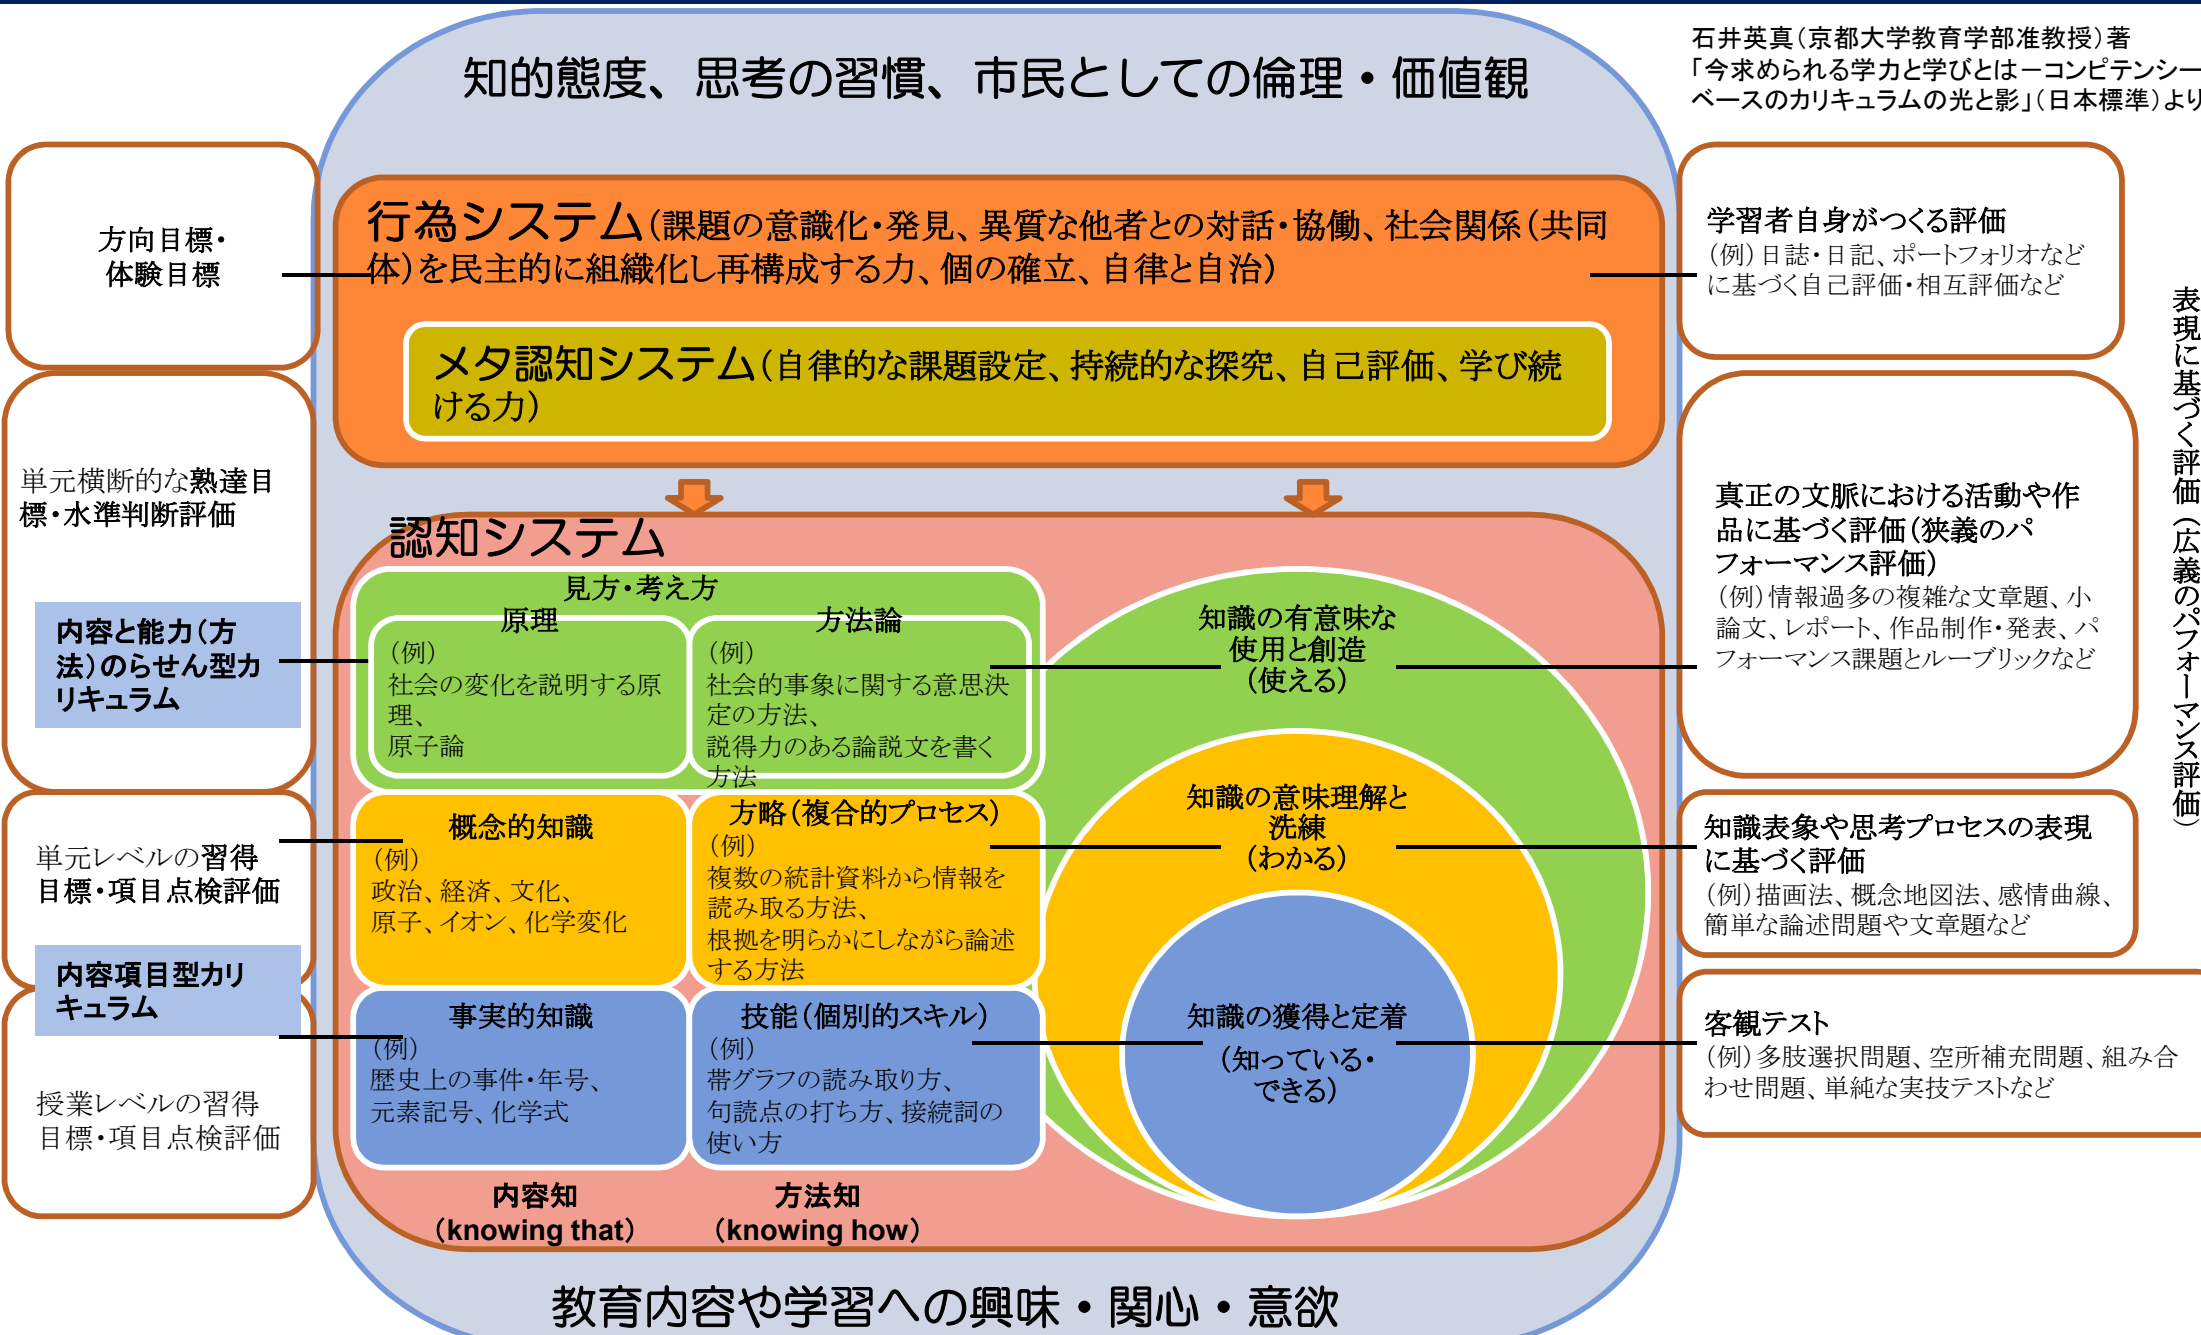 石井英真（京都大学教育学部准教授）著
「今求められる学力と学びとは－コンピテンシー
ベースのカリキュラムの光と影」（日本標準）より
知的態度、思考の習慣、市民としての倫理・価値観
方向目標・
体験目標
行為システム（課題の意識化・発見、異質な他者との対話・協働、社会関係（共同
体）を民主的に組織化し再構成する力、個の確立、自律と自治）
メタ認知システム（自律的な課題設定、持続的な探究、自己評価、学び続
ける力）
学習者自身がつくる評価
（例）日誌・日記、ポートフォリオなど
に基づく自己評価・相互評価など
表現に基づく評価（広義のパフォーマンス評価）
単元横断的な熟達目
標・水準判断評価
内容と能力（方
法）のらせん型カ
リキュラム
認知システム
見方・考え方
原理
（例）
社会の変化を説明する原
理、
原子論
方法論
（例）
社会的事象に関する意思決
定の方法、
説得力のある論説文を書く
方法
知識の有意味な
使用と創造
（使える）
真正の文脈における活動や作
品に基づく評価（狭義のパ
フォーマンス評価）
（例）情報過多の複雑な文章題、小
論文、レポート、作品制作・発表、パ
フォーマンス課題とルーブリックなど
単元レベルの習得
目標・項目点検評価
内容項目型カリ
キュラム
概念的知識
（例）
政治、経済、文化、
原子、イオン、化学変化
方略（複合的プロセス）
（例）
複数の統計資料から情報を
読み取る方法、
根拠を明らかにしながら論述
する方法
知識の意味理解と
洗練
（わかる）
知識表象や思考プロセスの表現
に基づく評価
（例）描画法、概念地図法、感情曲線、
簡単な論述問題や文章題など
授業レベルの習得
目標・項目点検評価
事実的知識
（例）
歴史上の事件・年号、
元素記号、化学式
技能（個別的スキル）
（例）
帯グラフの読み取り方、
句読点の打ち方、接続詞の
使い方
知識の獲得と定着
（知っている・
できる）
客観テスト
（例）多肢選択問題、空所補充問題、組み合
わせ問題、単純な実技テストなど
内容知
（knowing that）
方法知
（knowing how）
教育内容や学習への興味・関心・意欲